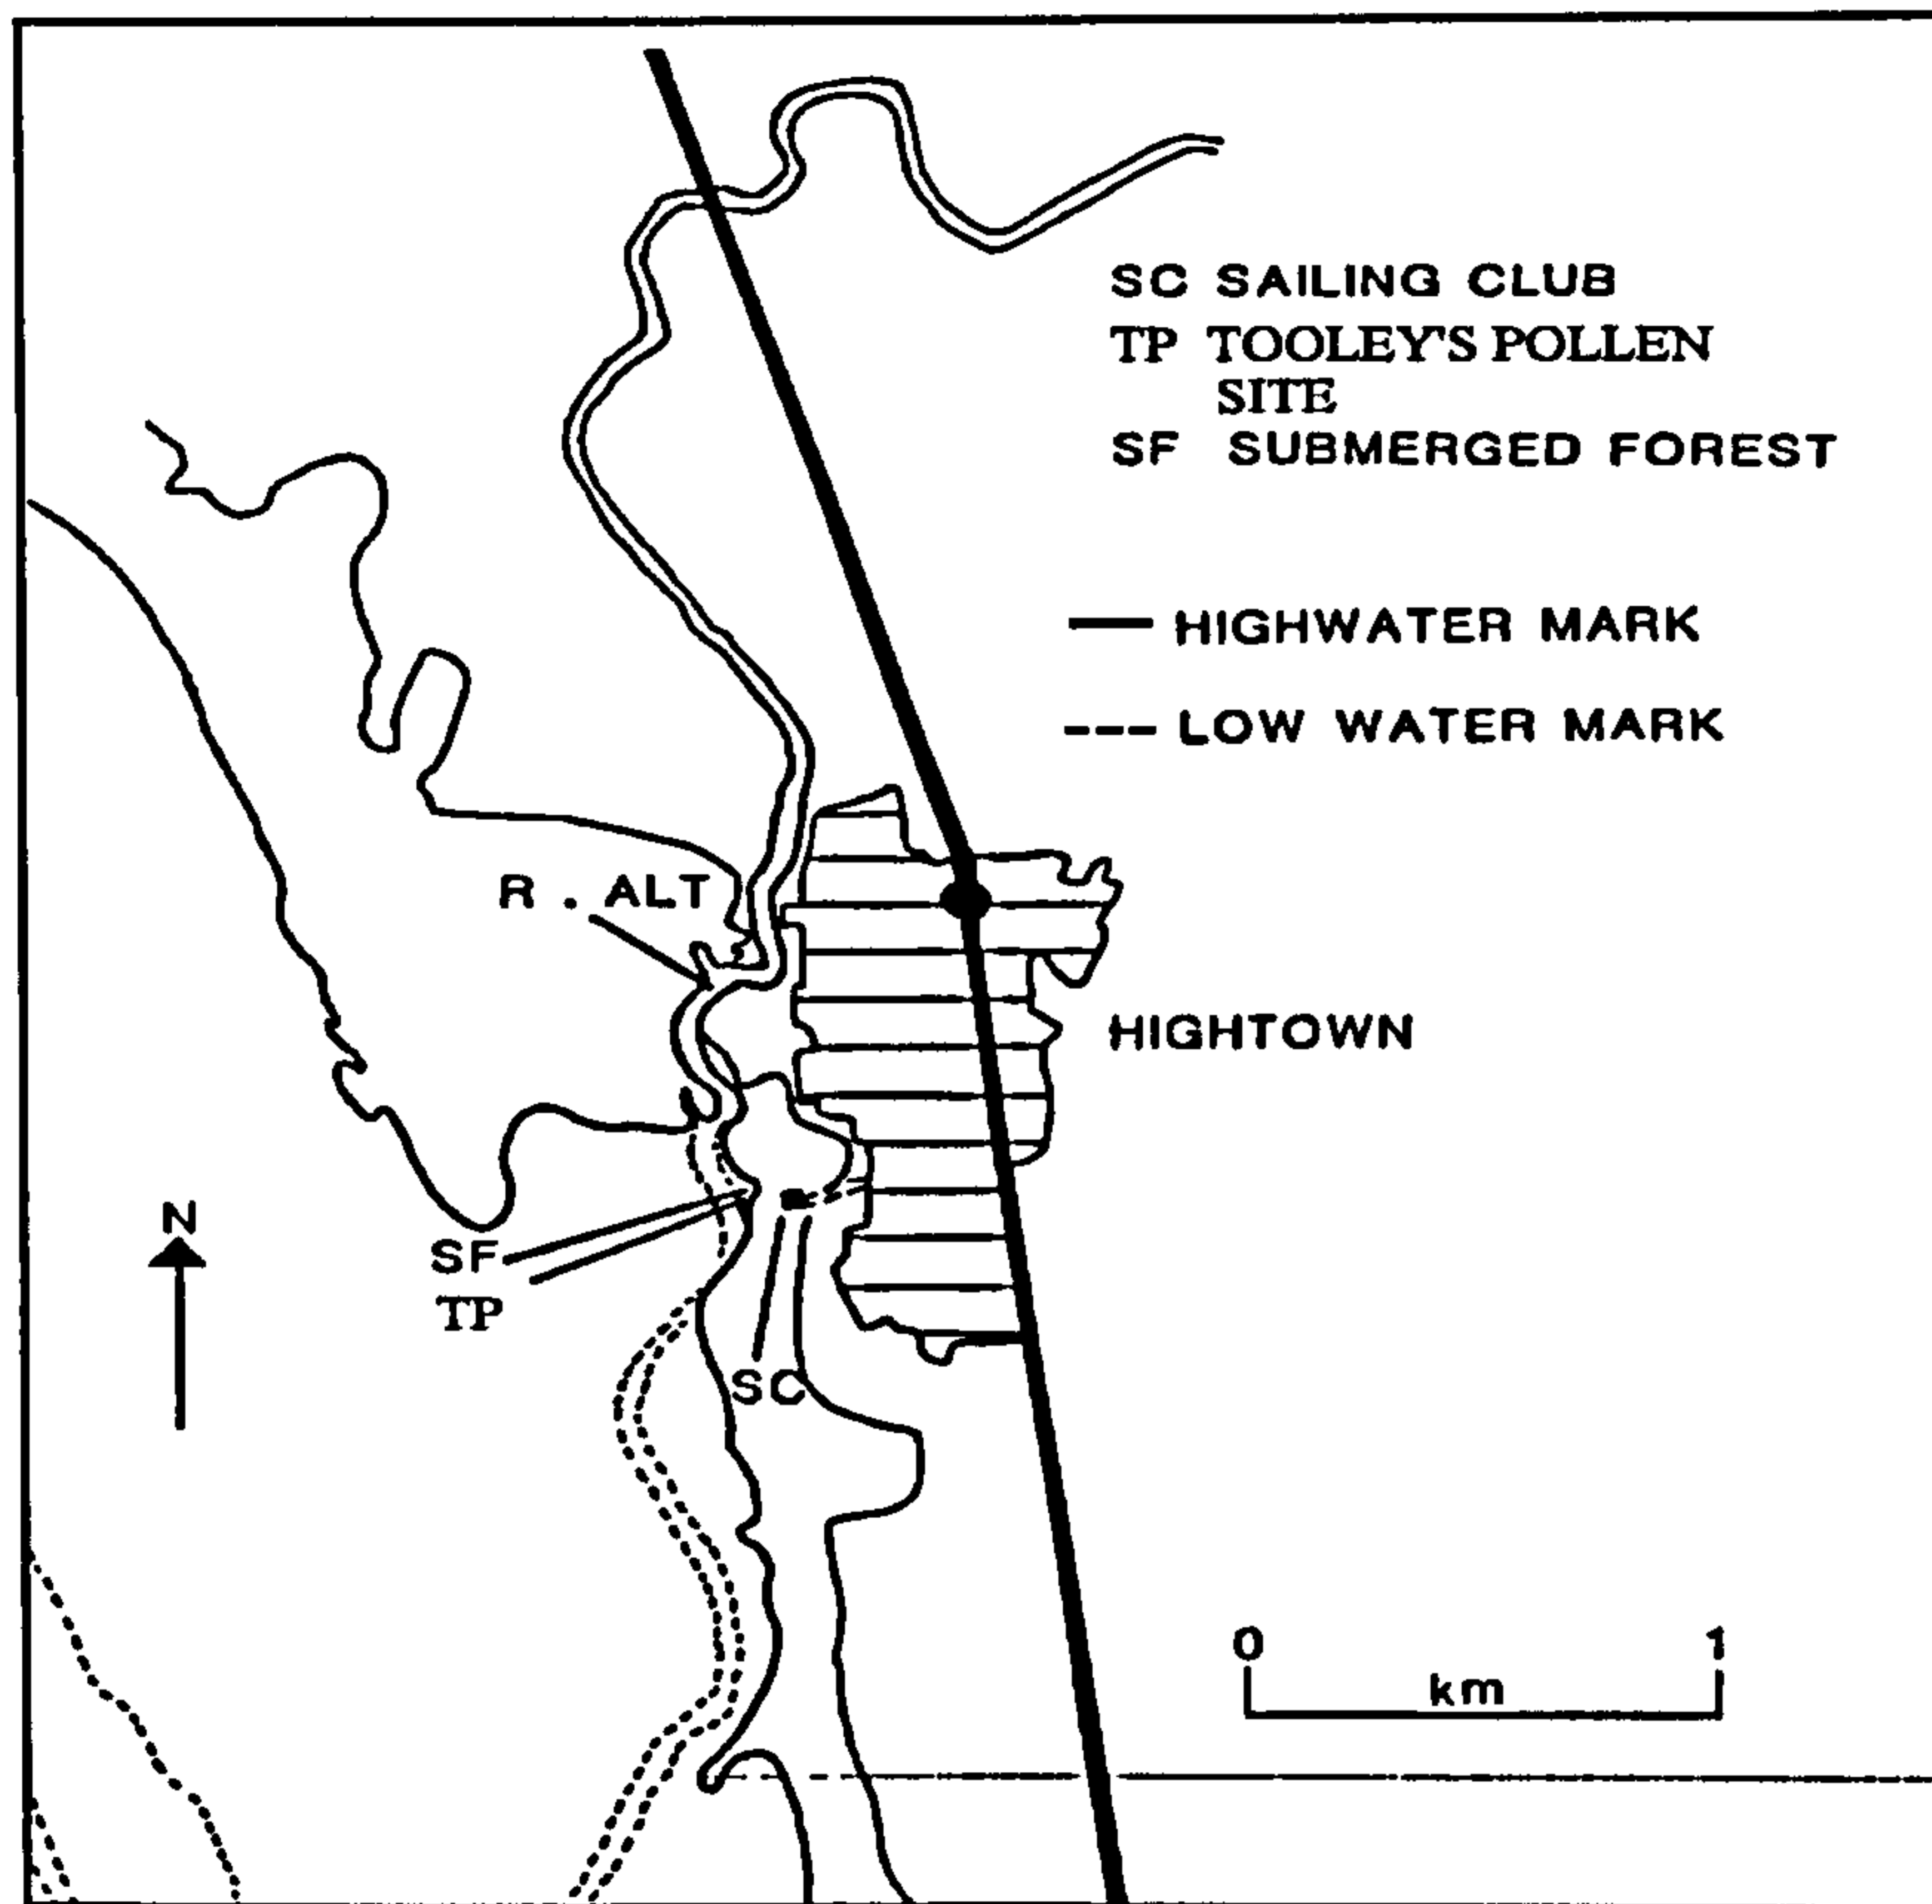 SC SAILING CLUB
TP TOOLEY'S POLLEN
SITE
SF SUBMERGED FOREST
HIGHWATER MARK
LOW WATER MARK
R . ALT
HIGHTOWN
N
SF
TP
SC
0 1
km